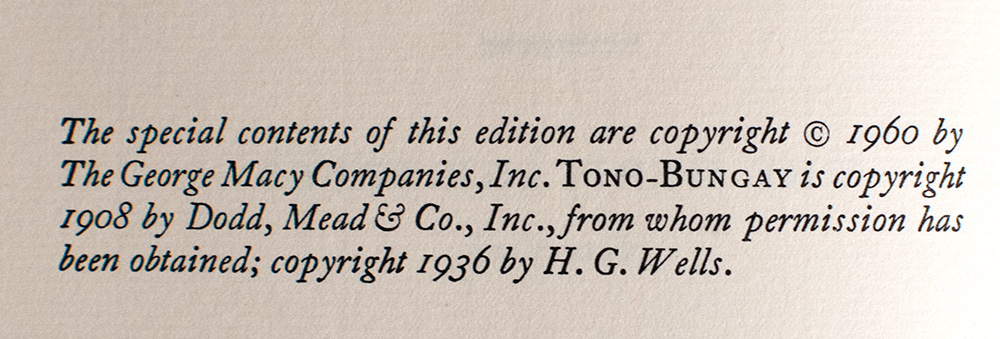 The special contents of this edition are copyright © 1960 by
The George Macy Companies, Inc. TONO-BUNGAY is copyright
1908 by Dodd, Mead & Co., Inc., from whom permission has
been obtained; copyright 1936 by H. G. Wells.